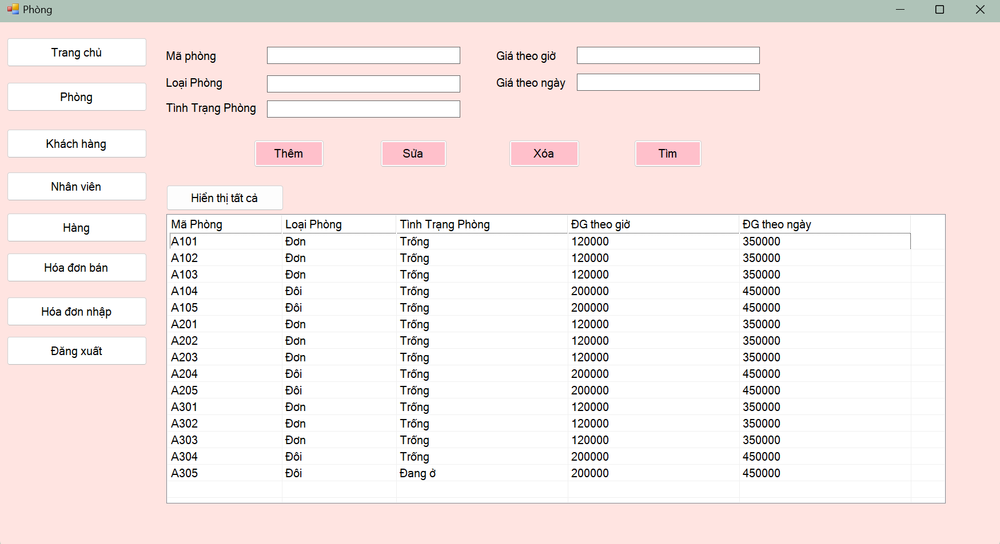 Phòng
Trang chủ
Phòng
Khách hàng
Nhân viên
Hàng
Hóa đơn bán
Hóa đơn nhập
Đăng xuất
Mã phòng
Giá theo giờ
Loại Phòng
Giá theo ngày
Tình Trạng Phòng
Thêm Sửa Xóa Tìm
Hiển thị tất cả
Mã Phòng Loại Phòng Tình Trạng Phòng ĐG theo giờ ĐG theo ngày
A101 Đơn Trống 120000 350000
A102 Đơn Trống 120000 350000
A103 Đơn Trống 120000 350000
A104 Đôi Trống 200000 450000
A105 Đôi Trống 200000 450000
A201 Đơn Trống 120000 350000
A202 Đơn Trống 120000 350000
A203 Đơn Trống 120000 350000
A204 Đôi Trống 200000 450000
A205 Đôi Trống 200000 450000
A301 Đơn Trống 120000 350000
A302 Đơn Trống 120000 350000
A303 Đơn Trống 120000 350000
A304 Đôi Trống 200000 450000
A305 Đôi Đang ở 200000 450000